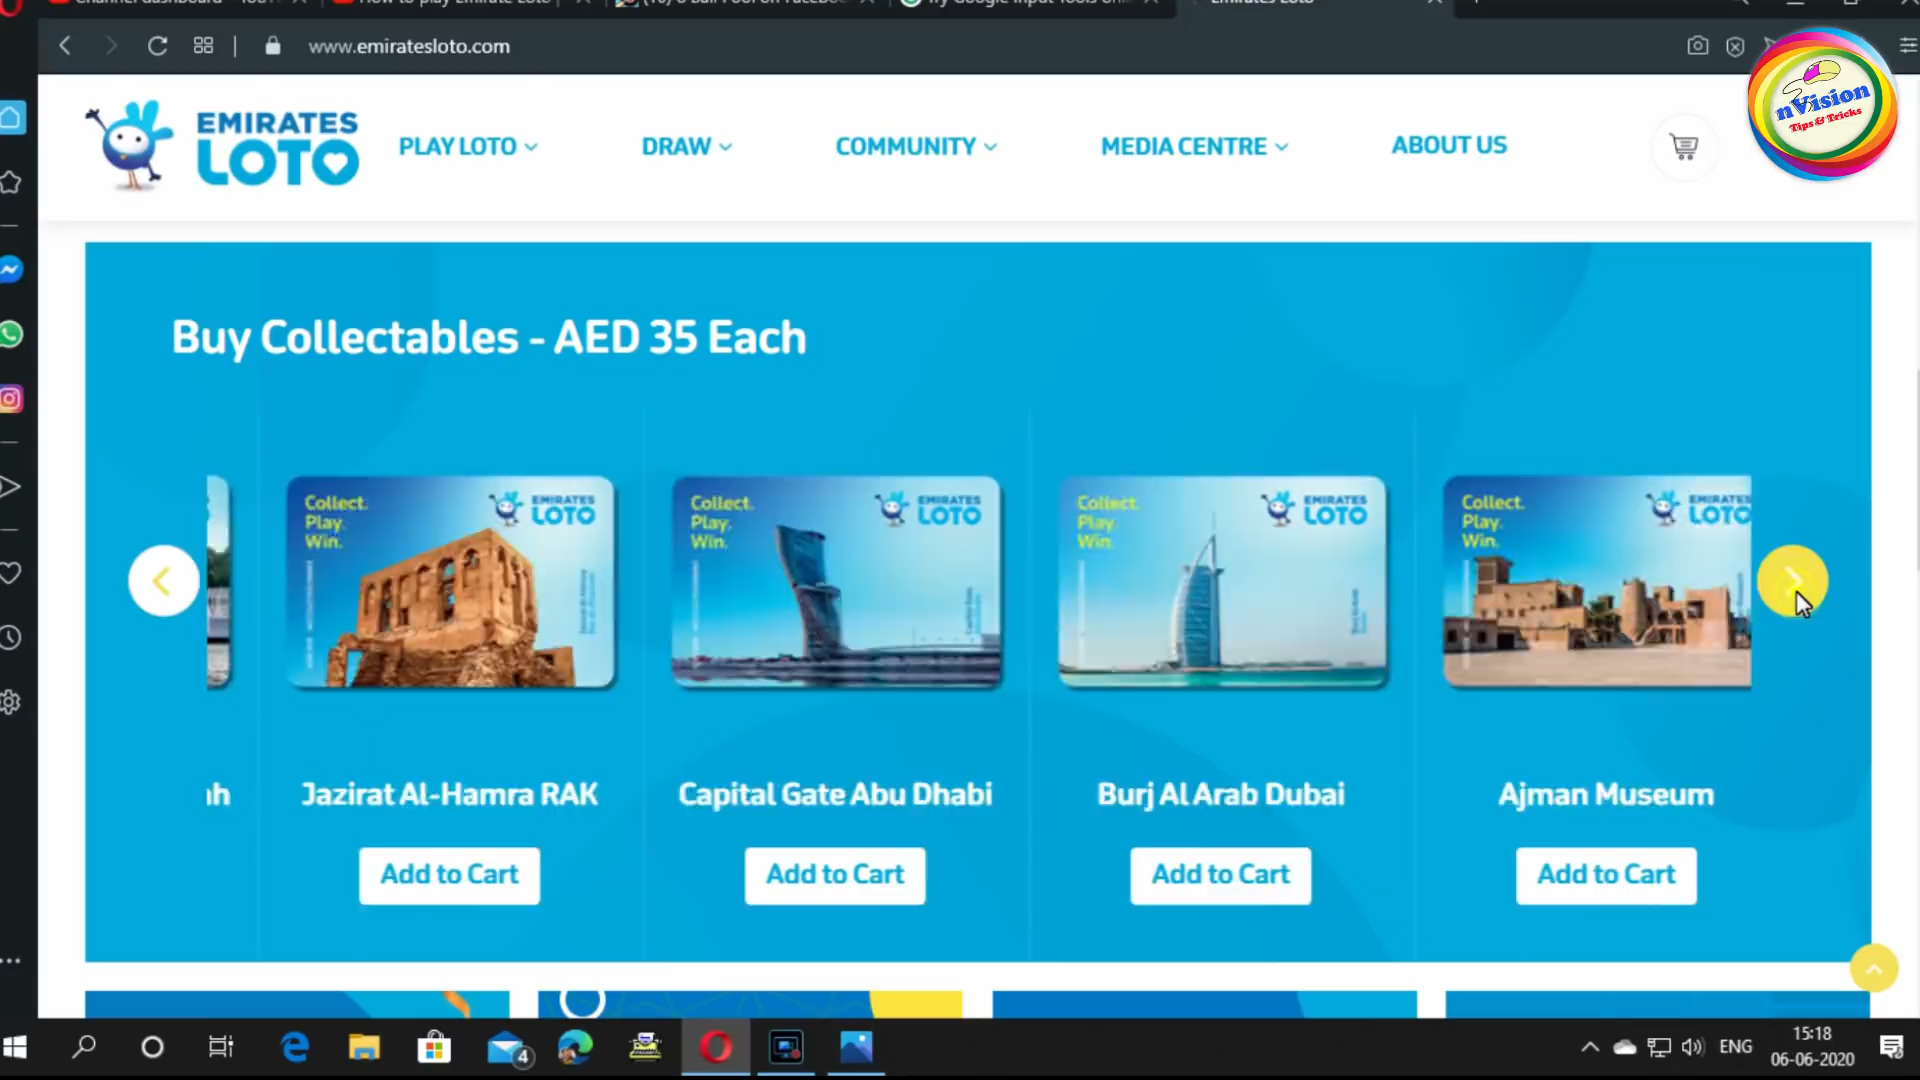 www.emiratesloto.com
nVision
Tips & Tricks
EMIRATES
LOTO
PLAY LOTO
DRAW
COMMUNITY
MEDIA CENTRE
ABOUT US
Buy Collectables - AED 35 Each
Collect.
Play.
Win.
EMIRATES
LOTO
Collect.
Play.
Win.
EMIRATES
LOTO
Collect.
Play.
Win.
EMIRATES
LOTO
Collect.
Play.
Win.
EMIRATES
LOTO
Jazirat Al-Hamra RAK
Capital Gate Abu Dhabi
Burj Al Arab Dubai
Ajman Museum
Add to Cart
Add to Cart
Add to Cart
Add to Cart
4
ENG
15:18
06-06-2020